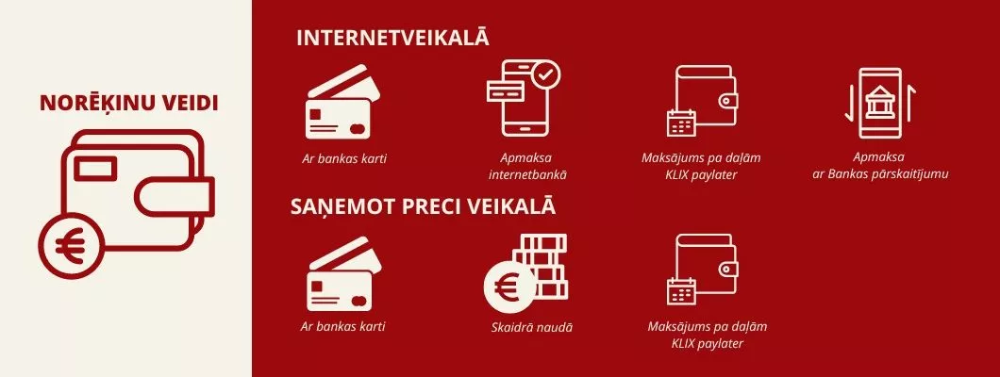 NORĒĶINU VEIDI
INTERNETVEIKALĀ
Ar bankas karti
Apmaksa
internetbankā
Maksājums pa daļām
KLIX paylater
Apmaksa
ar Bankas pārskaitījumu
SAŅEMOT PRECI VEIKALĀ
Ar bankas karti
Skaidrā naudā
Maksājums pa daļām
KLIX paylater